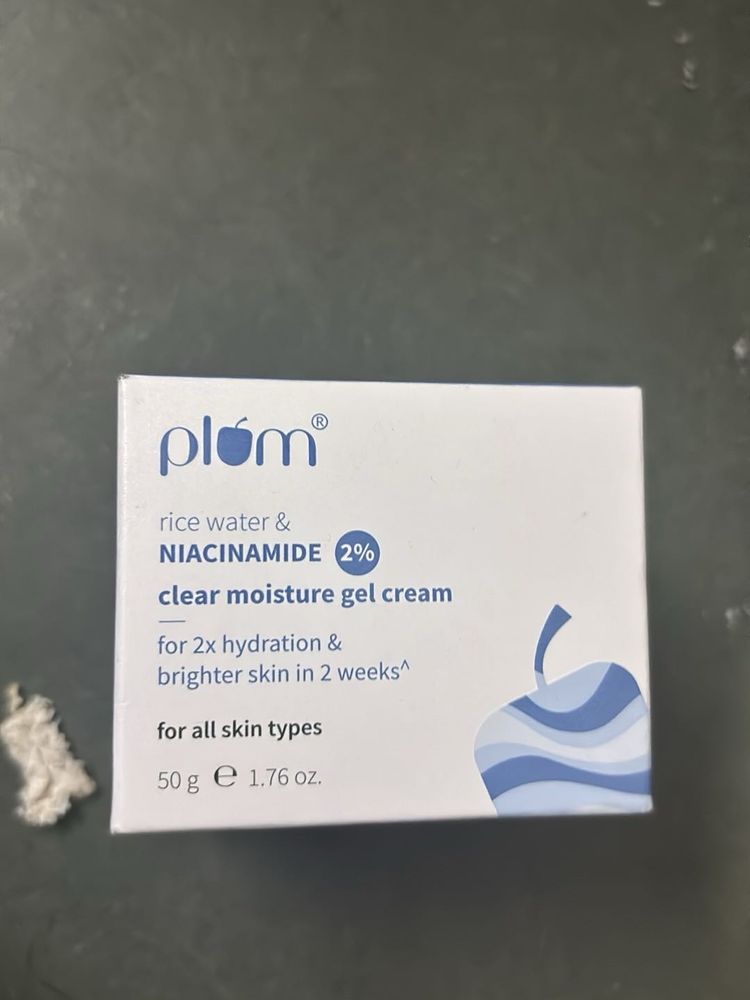 plum®
rice water &
NIACINAMIDE 2%
clear moisture gel cream
for 2x hydration &
brighter skin in 2 weeks^
for all skin types
50 g ℮ 1.76 oz.